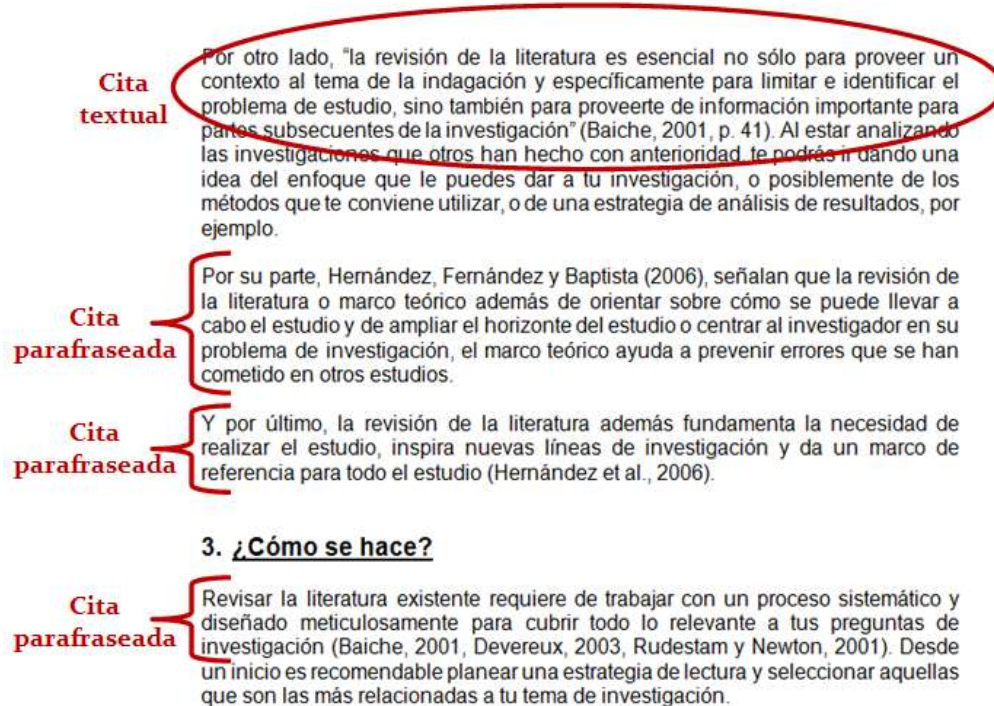 Cita
textual
Por otro lado, “la revisión de la literatura es esencial no sólo para proveer un
contexto al tema de la indagación y específicamente para limitar e identificar el
problema de estudio, sino también para proveerte de información importante para
partes subsecuentes de la investigación” (Baiche, 2001, p. 41). Al estar analizando
las investigaciones que otros han hecho con anterioridad, te podrás ir dando una
idea del enfoque que le puedes dar a tu investigación, o posiblemente de los
métodos que te conviene utilizar, o de una estrategia de análisis de resultados, por
ejemplo.
Cita
parafraseada
Por su parte, Hernández, Fernández y Baptista (2006), señalan que la revisión de
la literatura o marco teórico además de orientar sobre cómo se puede llevar a
cabo el estudio y de ampliar el horizonte del estudio o centrar al investigador en su
problema de investigación, el marco teórico ayuda a prevenir errores que se han
cometido en otros estudios.
Cita
parafraseada
Y por último, la revisión de la literatura además fundamenta la necesidad de
realizar el estudio, inspira nuevas líneas de investigación y da un marco de
referencia para todo el estudio (Hernández et al., 2006).
3. ¿Cómo se hace?
Cita
parafraseada
Revisar la literatura existente requiere de trabajar con un proceso sistemático y
diseñado meticulosamente para cubrir todo lo relevante a tus preguntas de
investigación (Baiche, 2001, Devereux, 2003, Rudestam y Newton, 2001). Desde
un inicio es recomendable planear una estrategia de lectura y seleccionar aquellas
que son las más relacionadas a tu tema de investigación.